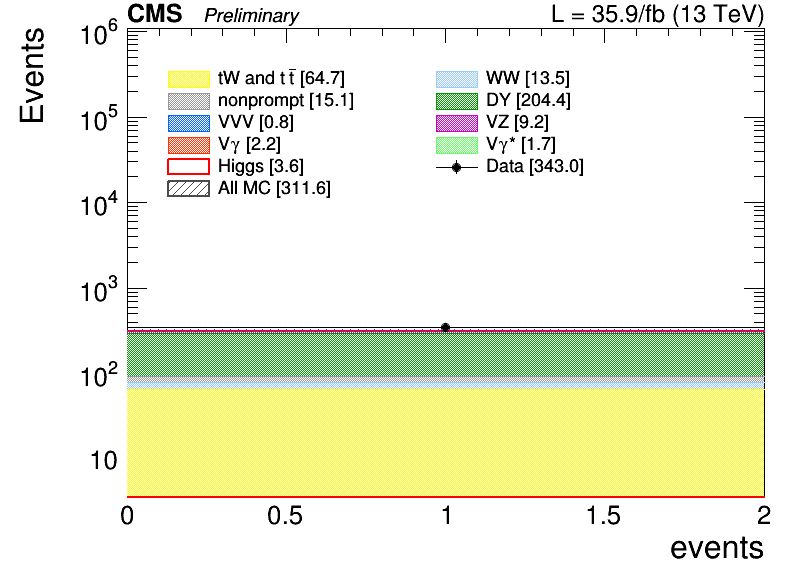 CMS Preliminary L = 35.9/fb (13 TeV)
Events
10^6
10^5
10^4
10^3
10^2
10
tW and tt̄ [64.7]
nonprompt [15.1]
VVV [0.8]
Vγ [2.2]
Higgs [3.6]
All MC [311.6]
WW [13.5]
DY [204.4]
VZ [9.2]
Vγ* [1.7]
Data [343.0]
0 0.5 1 1.5 2
events